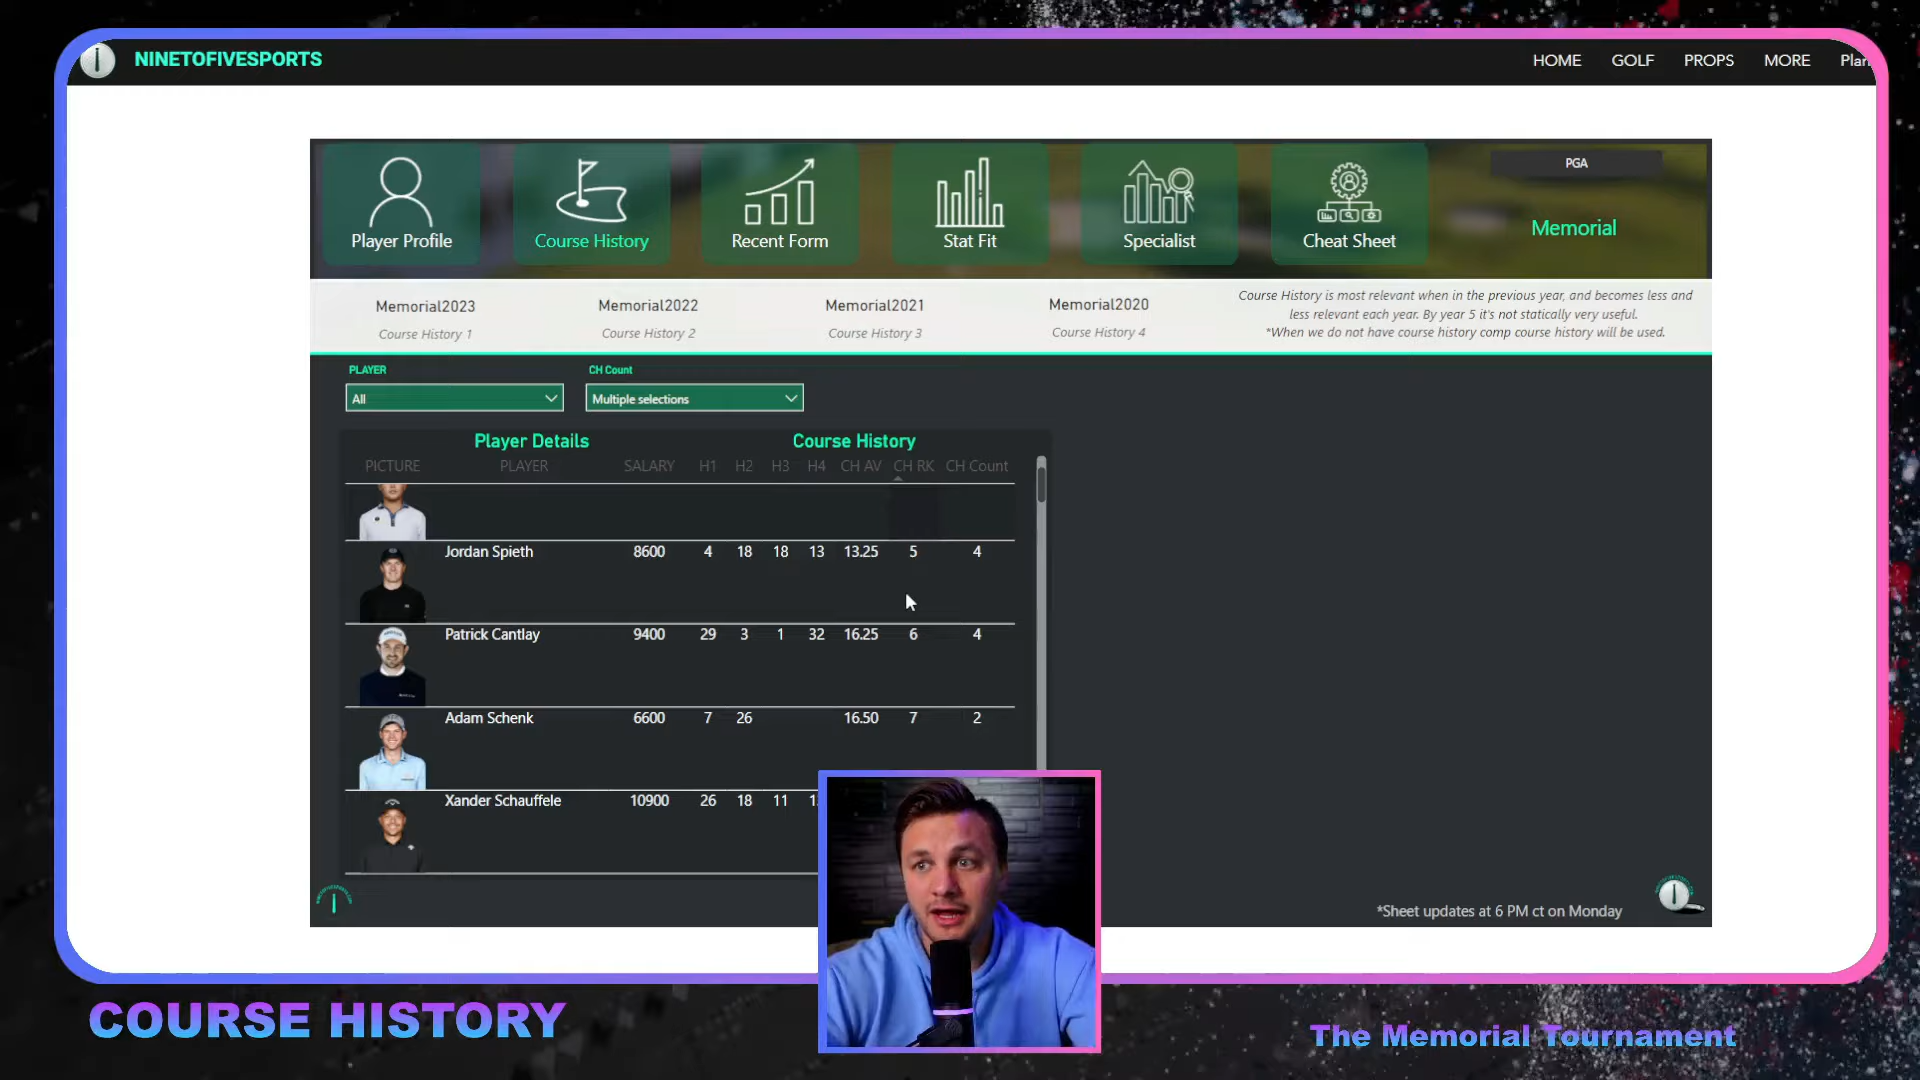 NINETOFIVESPORTS
HOME GOLF PROPS MORE
PGA
Player Profile Course History Recent Form Stat Fit Specialist Cheat Sheet Memorial
Memorial2023 Memorial2022 Memorial2021 Memorial2020
Course History 1 Course History 2 Course History 3 Course History 4
Course History is most relevant when in the previous year, and becomes less and
less relevant each year. By year 5 it's not statically very useful.
*When we do not have course history comp course history will be used.
PLAYER CH Count
All Multiple selections
Player Details Course History
PICTURE PLAYER SALARY H1 H2 H3 H4 CH AV CH RK CH Count
Jordan Spieth 8600 4 18 18 13 13.25 5 4
Patrick Cantlay 9400 29 3 1 32 16.25 6 4
Adam Schenk 6600 7 26 16.50 7 2
Xander Schauffele 10900 26 18 11
*Sheet updates at 6 PM ct on Monday
COURSE HISTORY
The Memorial Tournament